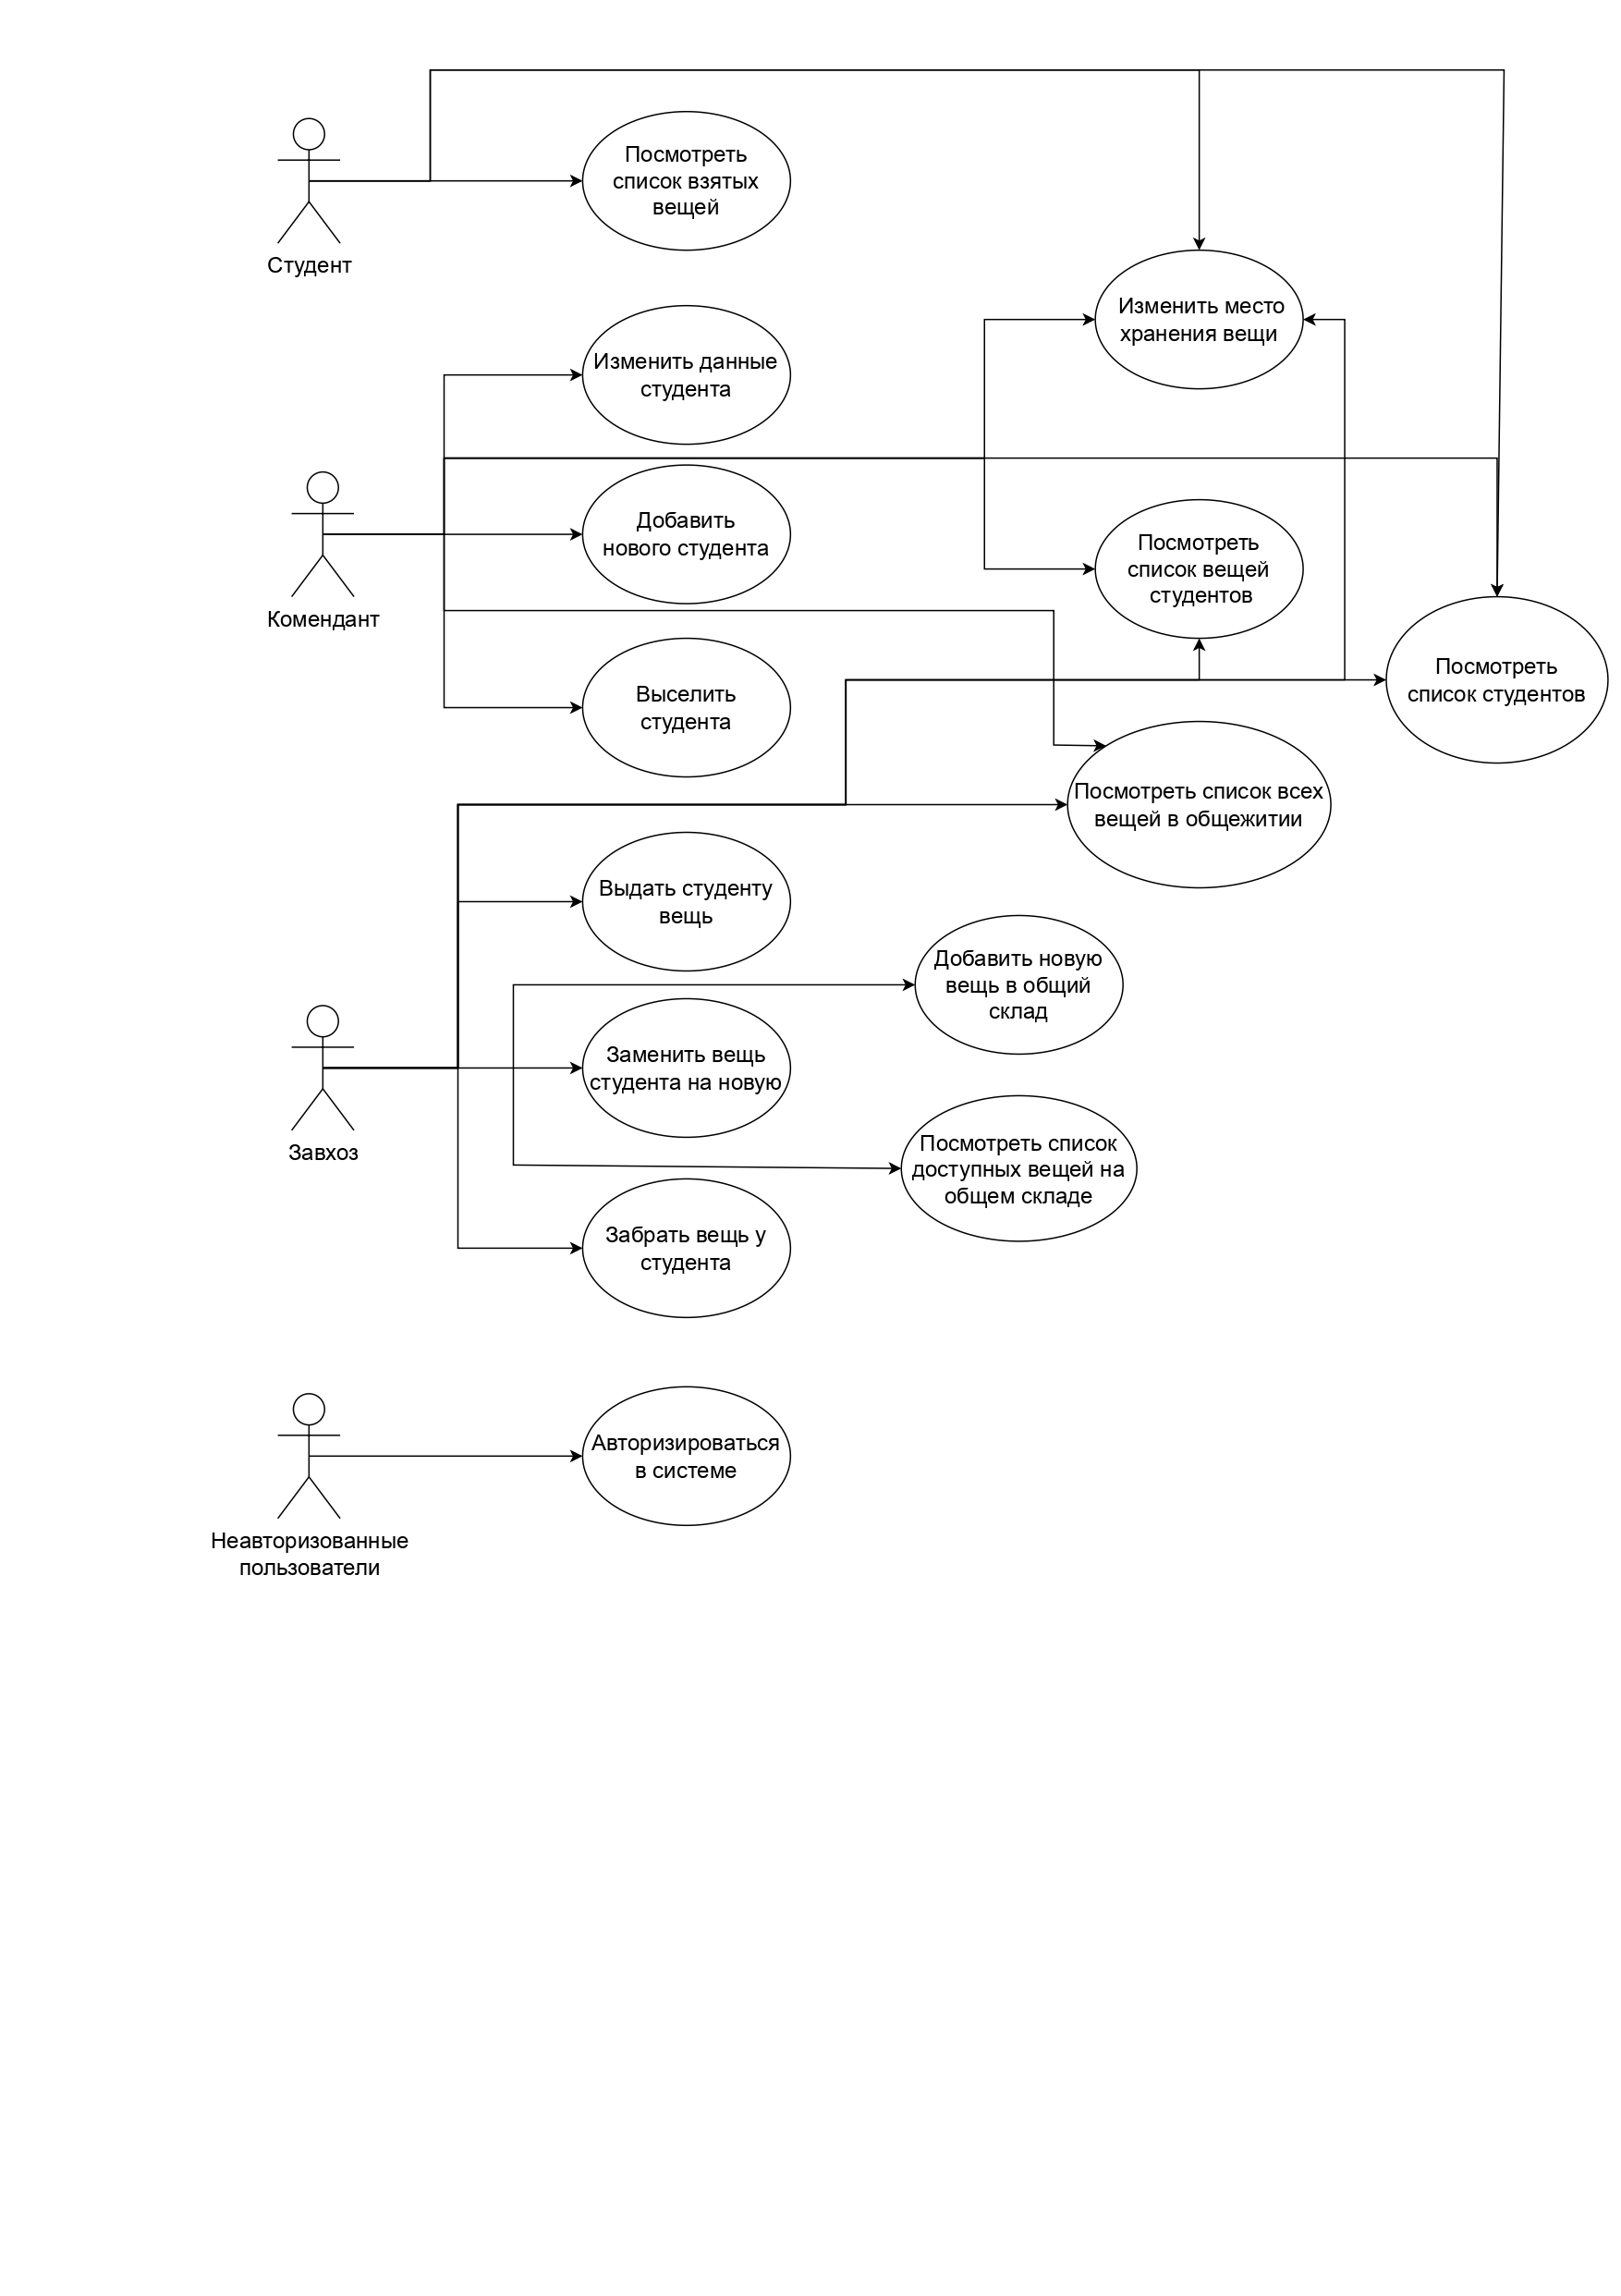 Посмотреть
список взятых
вещей
Студент
Изменить место
хранения вещи
Изменить данные
студента
Добавить
нового студента
Комендант
Посмотреть
список вещей
студентов
Посмотреть
список студентов
Выселить
студента
Посмотреть список всех
вещей в общежитии
Выдать студенту
вещь
Добавить новую
вещь в общий
склад
Заменить вещь
студента на новую
Завхоз
Посмотреть список
доступных вещей на
общем складе
Забрать вещь у
студента
Авторизироваться
в системе
Неавторизованные
пользователи